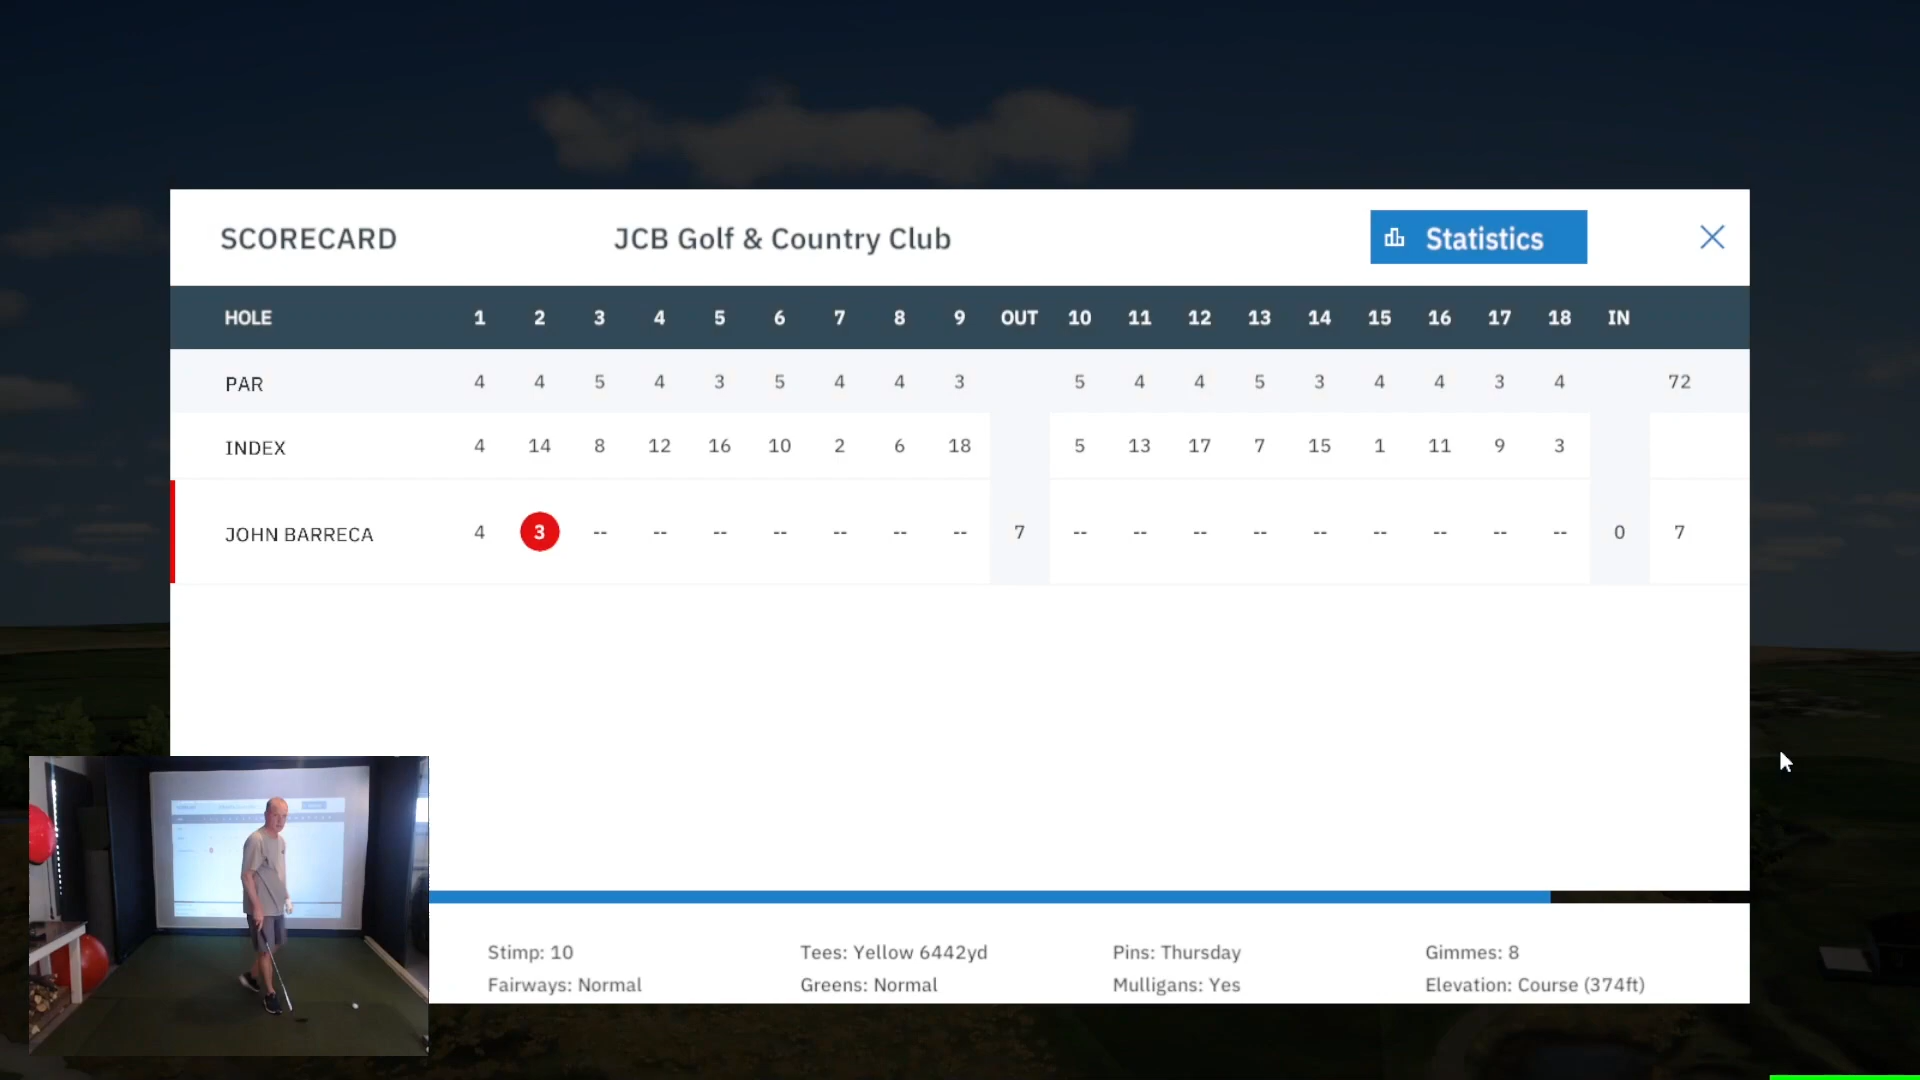 SCORECARD JCB Golf & Country Club Statistics
HOLE 1 2 3 4 5 6 7 8 9 OUT 10 11 12 13 14 15 16 17 18 IN
PAR 4 4 5 4 3 5 4 4 3 5 4 4 5 3 4 4 3 4 72
INDEX 4 14 8 12 16 10 2 6 18 5 13 17 7 15 1 11 9 3
JOHN BARRECA 4 3 -- -- -- -- -- -- -- 7 -- -- -- -- -- -- -- -- -- 0 7
Stimp: 10 Tees: Yellow 6442yd Pins: Thursday Gimmes: 8
Fairways: Normal Greens: Normal Mulligans: Yes Elevation: Course (374ft)